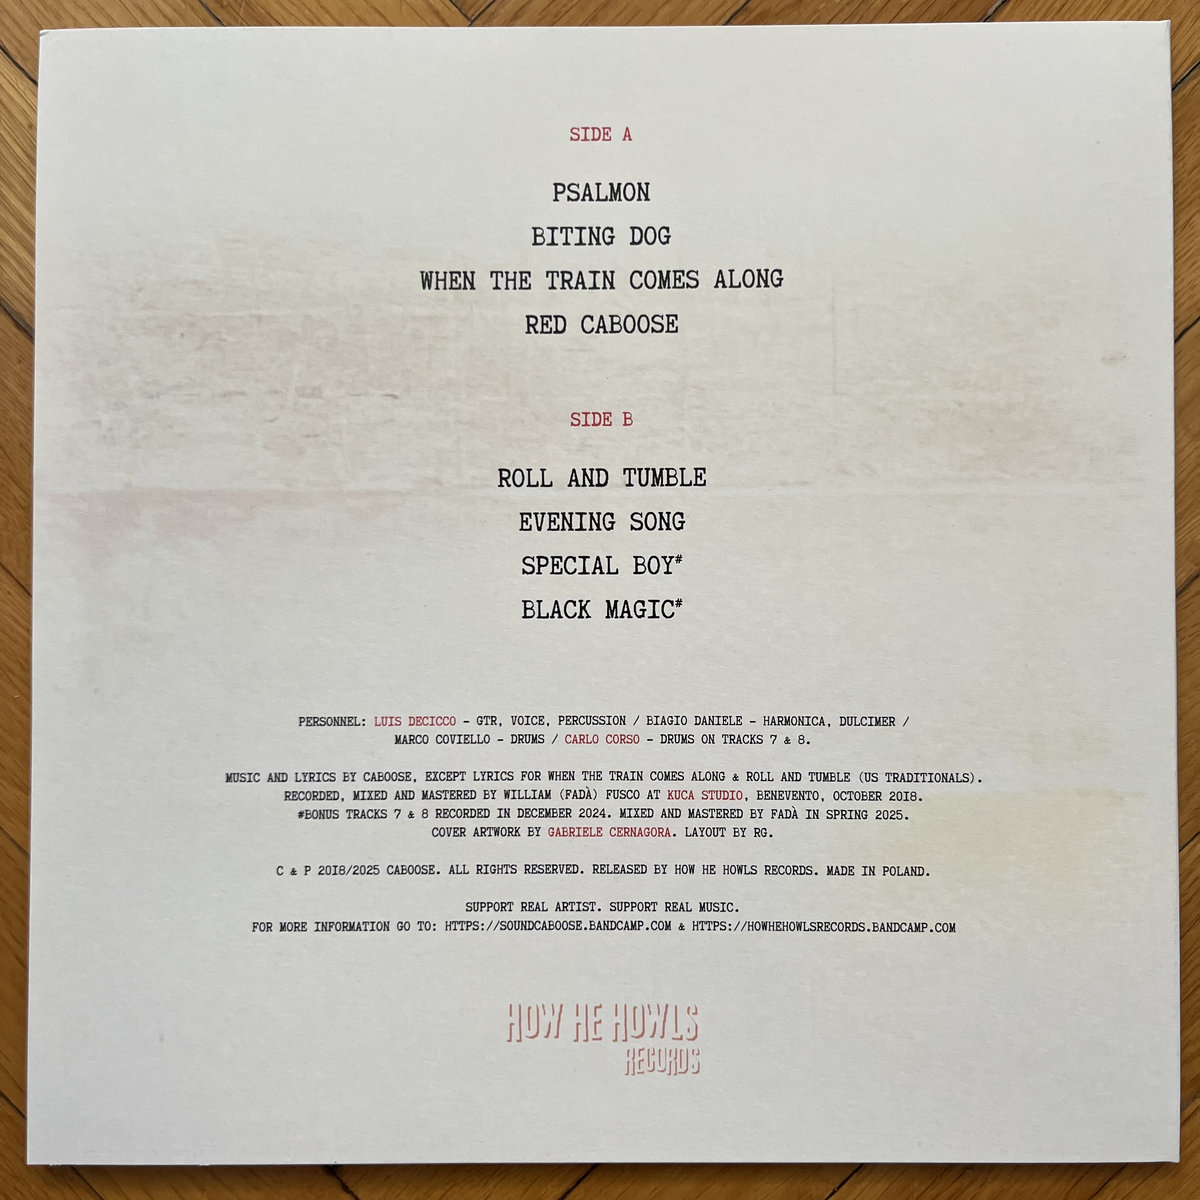 SIDE A
PSALMON
BITING DOG
WHEN THE TRAIN COMES ALONG
RED CABOOSE
SIDE B
ROLL AND TUMBLE
EVENING SONG
SPECIAL BOY#
BLACK MAGIC#
PERSONNEL: LUIS DECICCO – GTR, VOICE, PERCUSSION / BIAGIO DANIELE – HARMONICA, DULCIMER /
MARCO COVIELLO – DRUMS / CARLO CORSO – DRUMS ON TRACKS 7 & 8.
MUSIC AND LYRICS BY CABOOSE, EXCEPT LYRICS FOR WHEN THE TRAIN COMES ALONG & ROLL AND TUMBLE (US TRADITIONALS).
RECORDED, MIXED AND MASTERED BY WILLIAM (FADÀ) FUSCO AT KUCA STUDIO, BENEVENTO, OCTOBER 2018.
#BONUS TRACKS 7 & 8 RECORDED IN DECEMBER 2024. MIXED AND MASTERED BY FADÀ IN SPRING 2025.
COVER ARTWORK BY GABRIELE CERNAGORA. LAYOUT BY RG.
C & P 2018/2025 CABOOSE. ALL RIGHTS RESERVED. RELEASED BY HOW HE HOWLS RECORDS. MADE IN POLAND.
SUPPORT REAL ARTIST. SUPPORT REAL MUSIC.
FOR MORE INFORMATION GO TO: HTTPS://SOUNDCABOOSE.BANDCAMP.COM & HTTPS://HOWHEHOWLSRECORDS.BANDCAMP.COM
HOW HE HOWLS
RECORDS